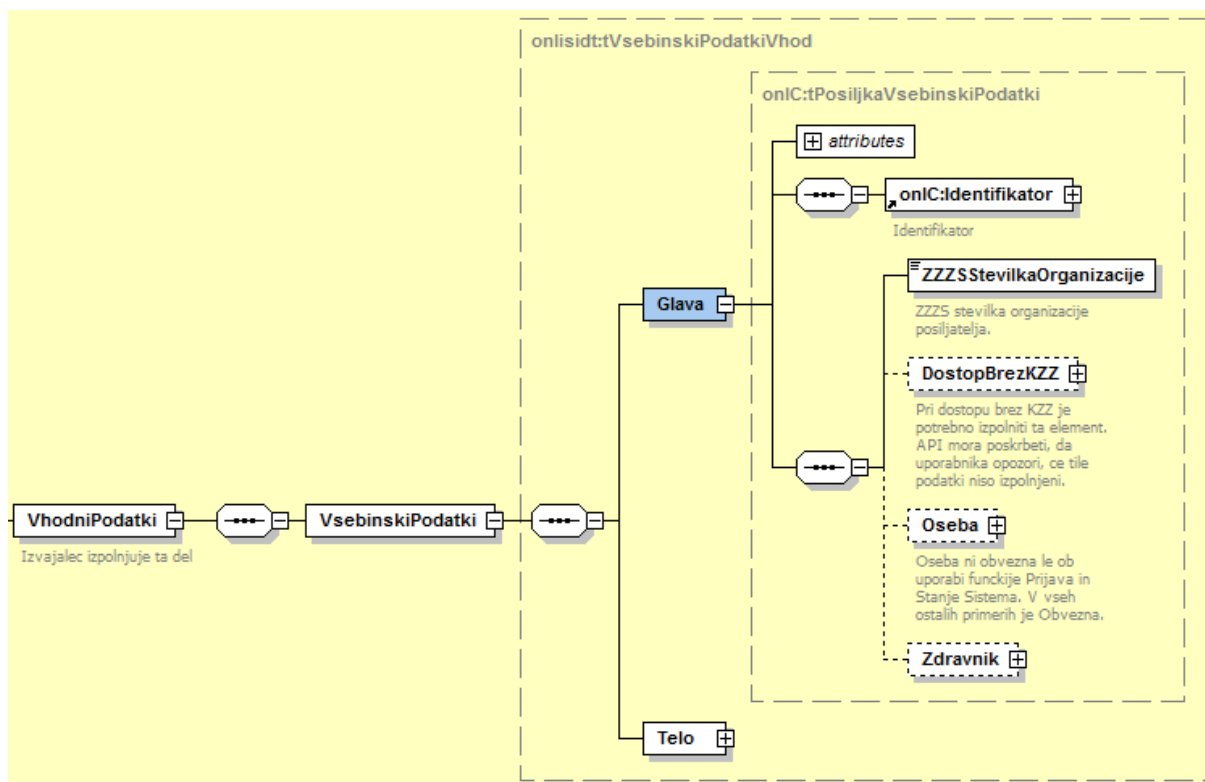 onlisidt:tVsebinskiPodatkiVhod
onlC:tPosiljkaVsebinskiPodatki
attributes
onlC:Identifikator
Identifikator
ZZZSStevilkaOrganizacije
ZZZS stevilka organizacije
posiljatelja.
Glava
DostopBrezKZZ
Pri dostopu brez KZZ je
potrebno izpolniti ta element.
API mora poskrbeti, da
uporabnika opozori, ce tile
podatki niso izpolnjeni.
VhodniPodatki
Izvajalec izpolnjuje ta del
VsebinskiPodatki
Oseba
Oseba ni obvezna le ob
uporabi funckije Prijava in
Stanje Sistema. V vseh
ostalih primerih je Obvezna.
Zdravnik
Telo